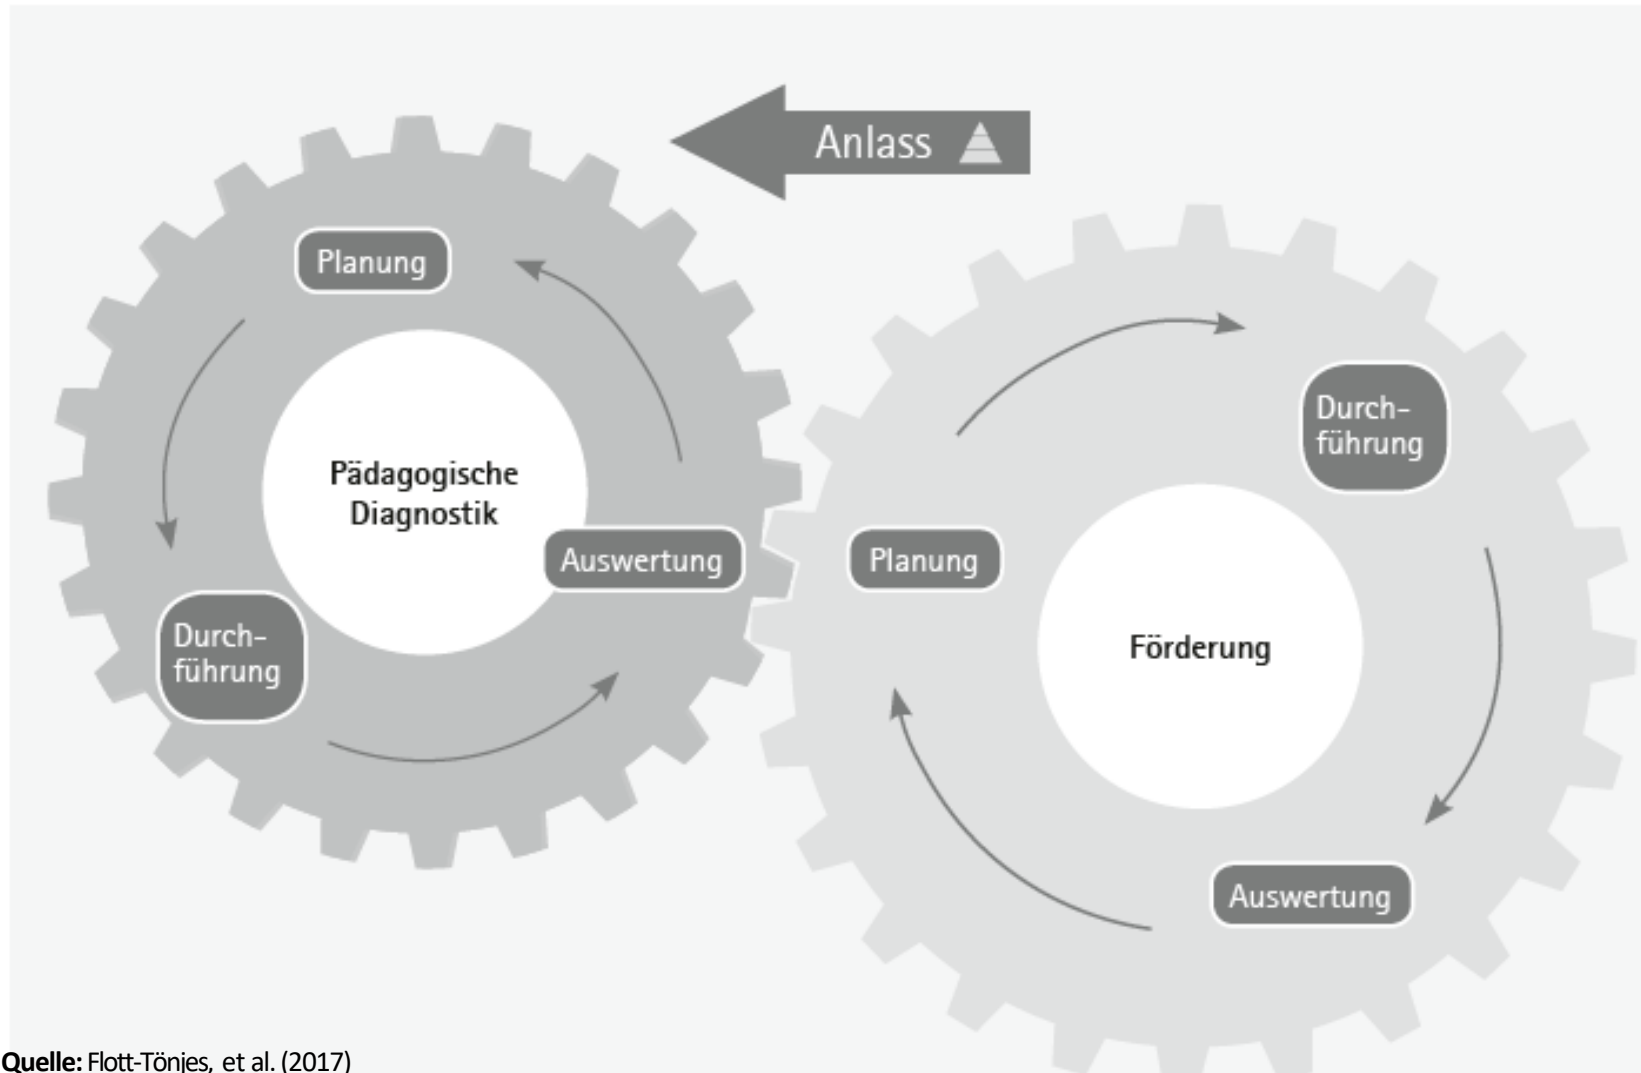 Anlass
Planung
Pädagogische
Diagnostik
Auswertung
Durch-
führung
Durch-
führung
Planung
Förderung
Auswertung
Quelle: Flott-Tönjes, et al. (2017)